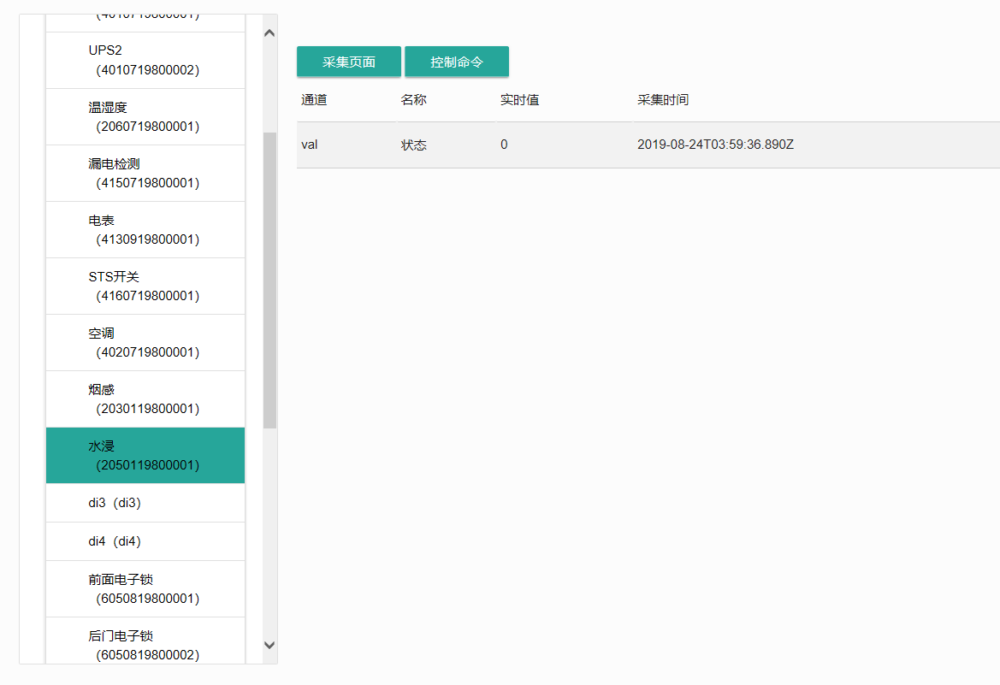 UPS2
(4010719800002)
温湿度
(2060719800001)
漏电检测
(4150719800001)
电表
(4130919800001)
STS开关
(4160719800001)
空调
(4020719800001)
烟感
(2030119800001)
水浸
(2050119800001)
di3（di3）
di4（di4）
前面电子锁
(6050819800001)
后门电子锁
(6050819800002)
采集页面 控制命令
通道 名称 实时值 采集时间
val 状态 0 2019-08-24T03:59:36.890Z